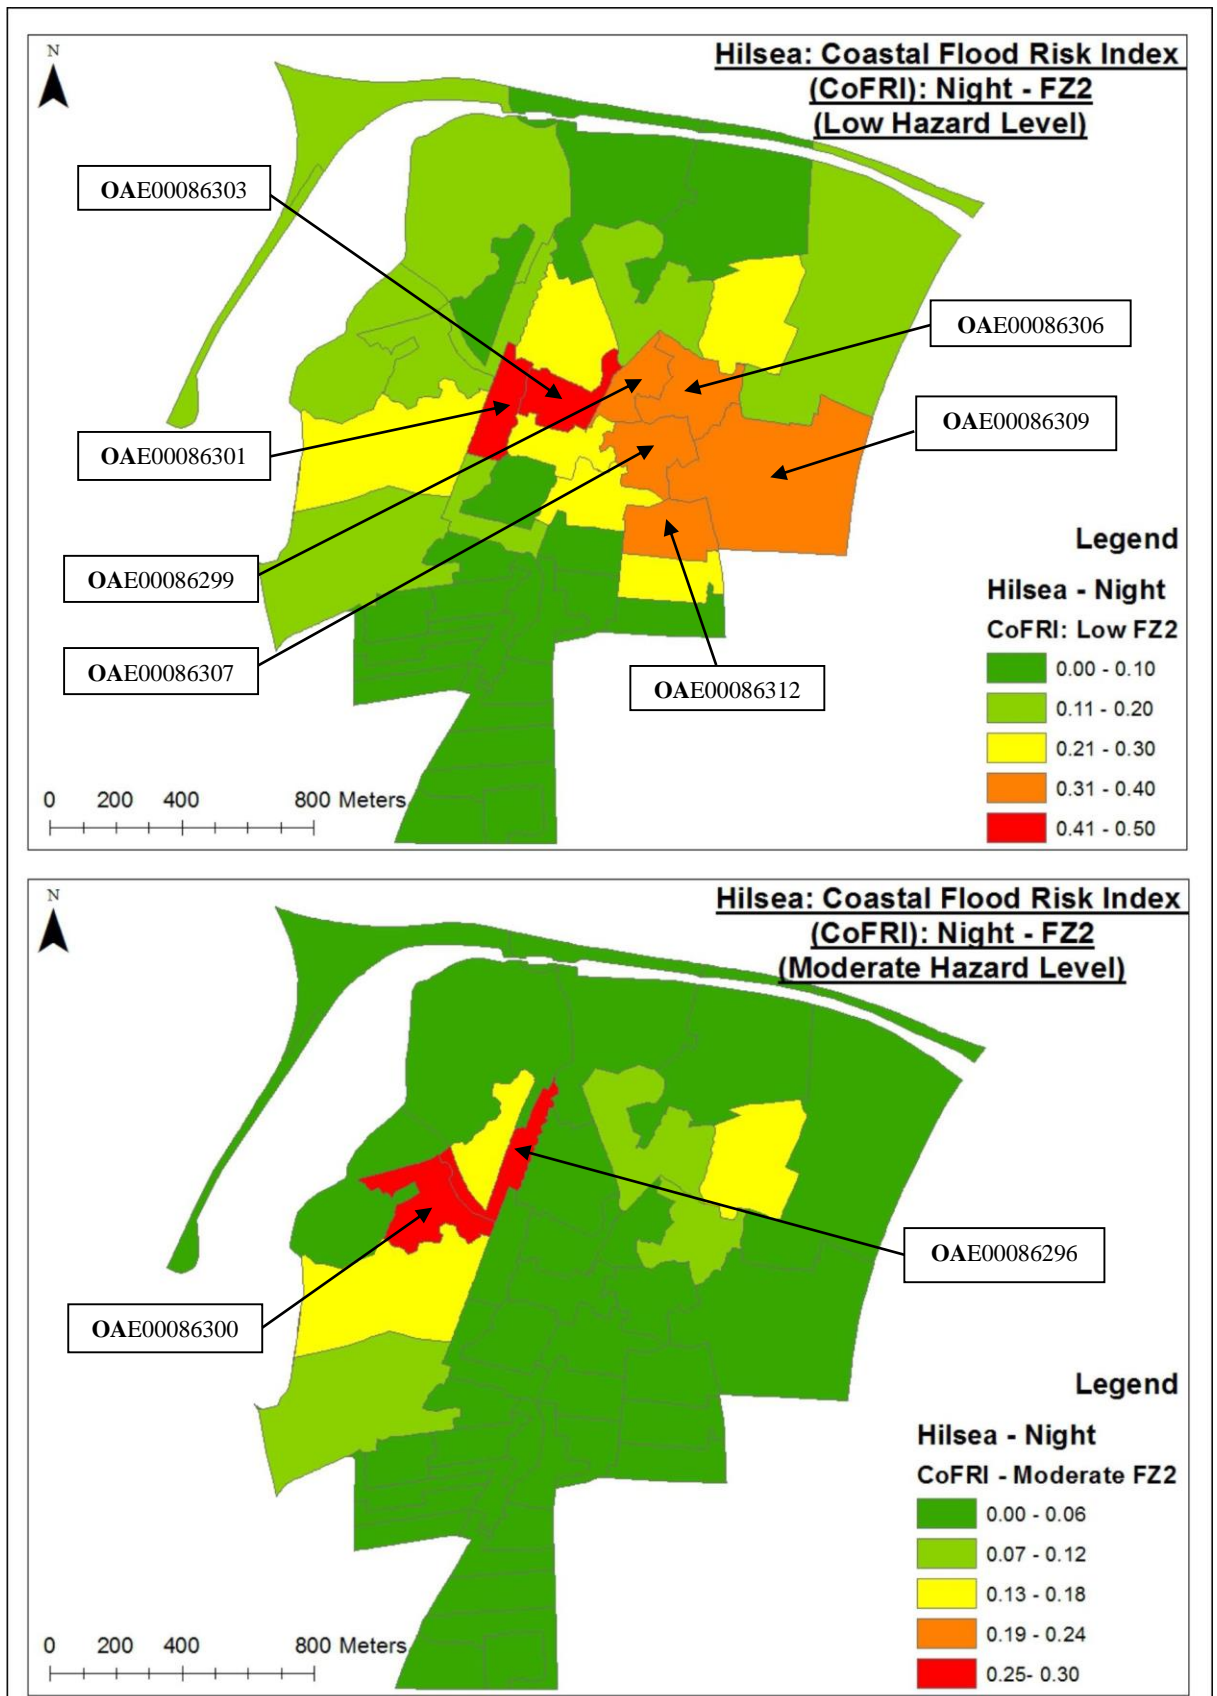 N
Hilsea: Coastal Flood Risk Index
(CoFRI): Night - FZ2
(Low Hazard Level)
OAE00086303
OAE00086306
OAE00086309
OAE00086301
OAE00086299
OAE00086307
OAE00086312
Legend
Hilsea - Night
CoFRI: Low FZ2
0.00 - 0.10
0.11 - 0.20
0.21 - 0.30
0.31 - 0.40
0.41 - 0.50
0 200 400 800 Meters
N
Hilsea: Coastal Flood Risk Index
(CoFRI): Night - FZ2
(Moderate Hazard Level)
OAE00086296
OAE00086300
Legend
Hilsea - Night
CoFRI - Moderate FZ2
0.00 - 0.06
0.07 - 0.12
0.13 - 0.18
0.19 - 0.24
0.25- 0.30
0 200 400 800 Meters